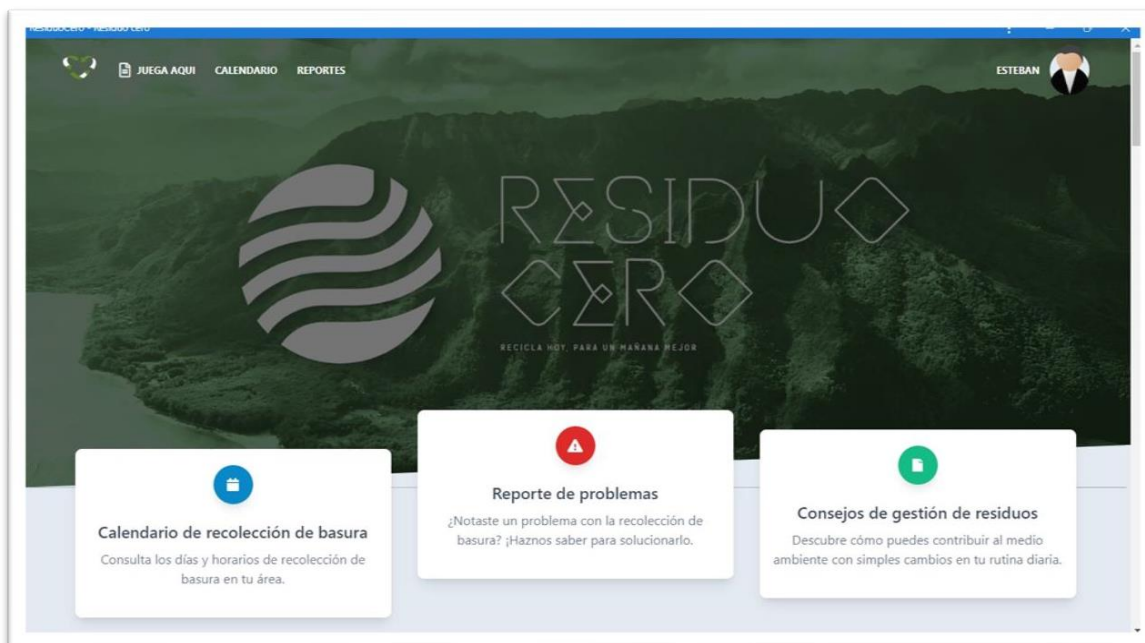 ResiduoCero - Residuo cero
JUEGA AQUI CALENDARIO REPORTES
ESTEBAN
RESIDUO
CERO
RECICLA HOY, PARA UN MAÑANA MEJOR
Calendario de recolección de basura
Consulta los días y horarios de recolección de
basura en tu área.
Reporte de problemas
¿Notaste un problema con la recolección de
basura? ¡Haznos saber para solucionarlo.
Consejos de gestión de residuos
Descubre cómo puedes contribuir al medio
ambiente con simples cambios en tu rutina diaria.